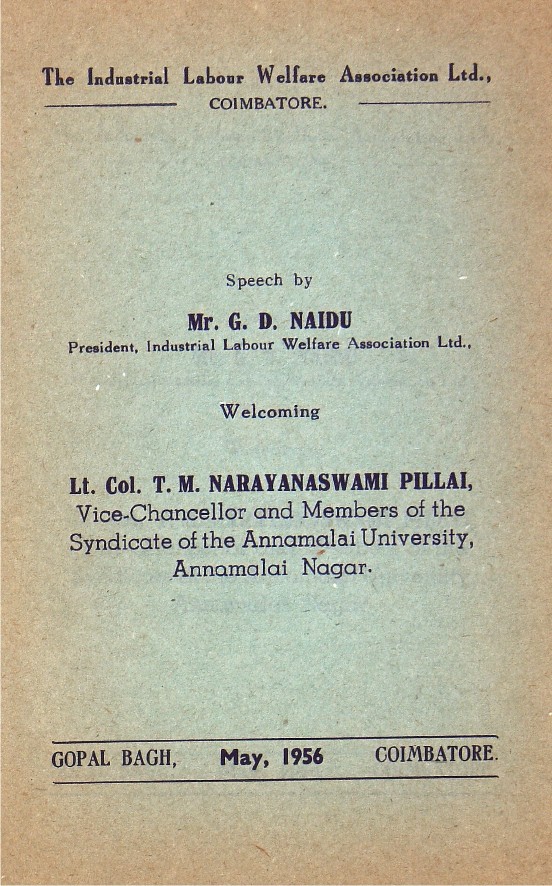 The Industrial Labour Welfare Association Ltd.,
COIMBATORE.
Speech by
Mr. G. D. NAIDU
President, Industrial Labour Welfare Association Ltd.,
Welcoming
Lt. Col. T. M. NARAYANASWAMI PILLAI,
Vice-Chancellor and Members of the
Syndicate of the Annamalai University,
Annamalai Nagar.
GOPAL BAGH, May, 1956 COIMBATORE.